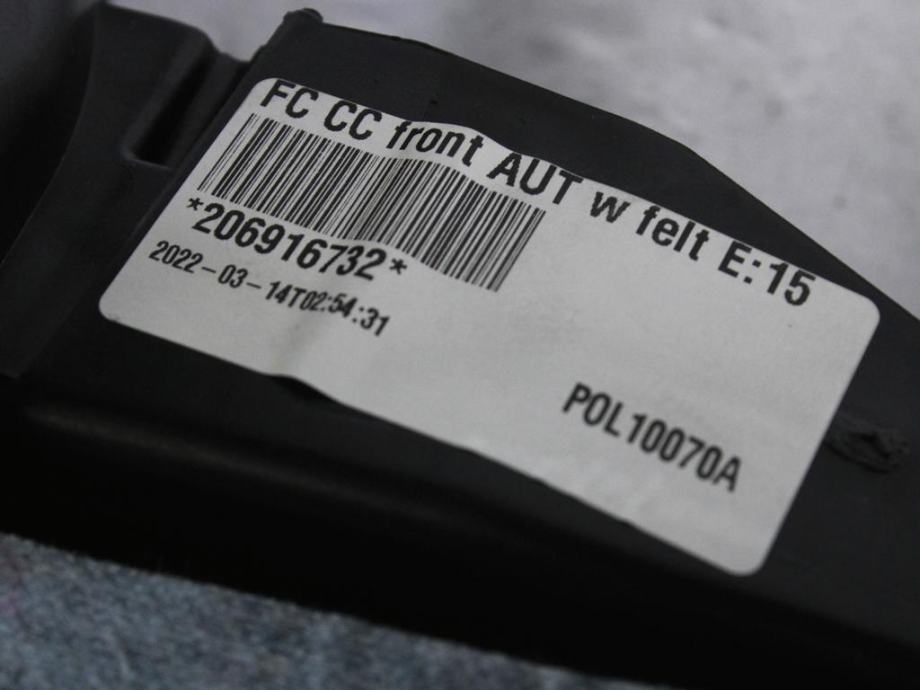 FC CC front AUT w felt E:15
*206916732*
2022-03-14T02:54:31
POL10070A